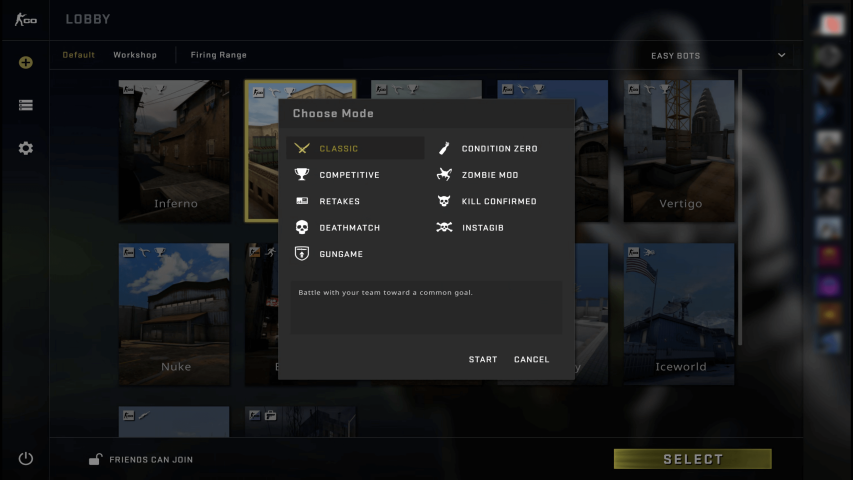 GO
LOBBY
Default
Workshop
Firing Range
EASY BOTS
Choose Mode
CLASSIC
CONDITION ZERO
COMPETITIVE
ZOMBIE MOD
RETAKES
KILL CONFIRMED
DEATHMATCH
INSTAGIB
GUNGAME
Battle with your team toward a common goal.
START
CANCEL
Inferno
Vertigo
Nuke
Iceworld
FRIENDS CAN JOIN
SELECT